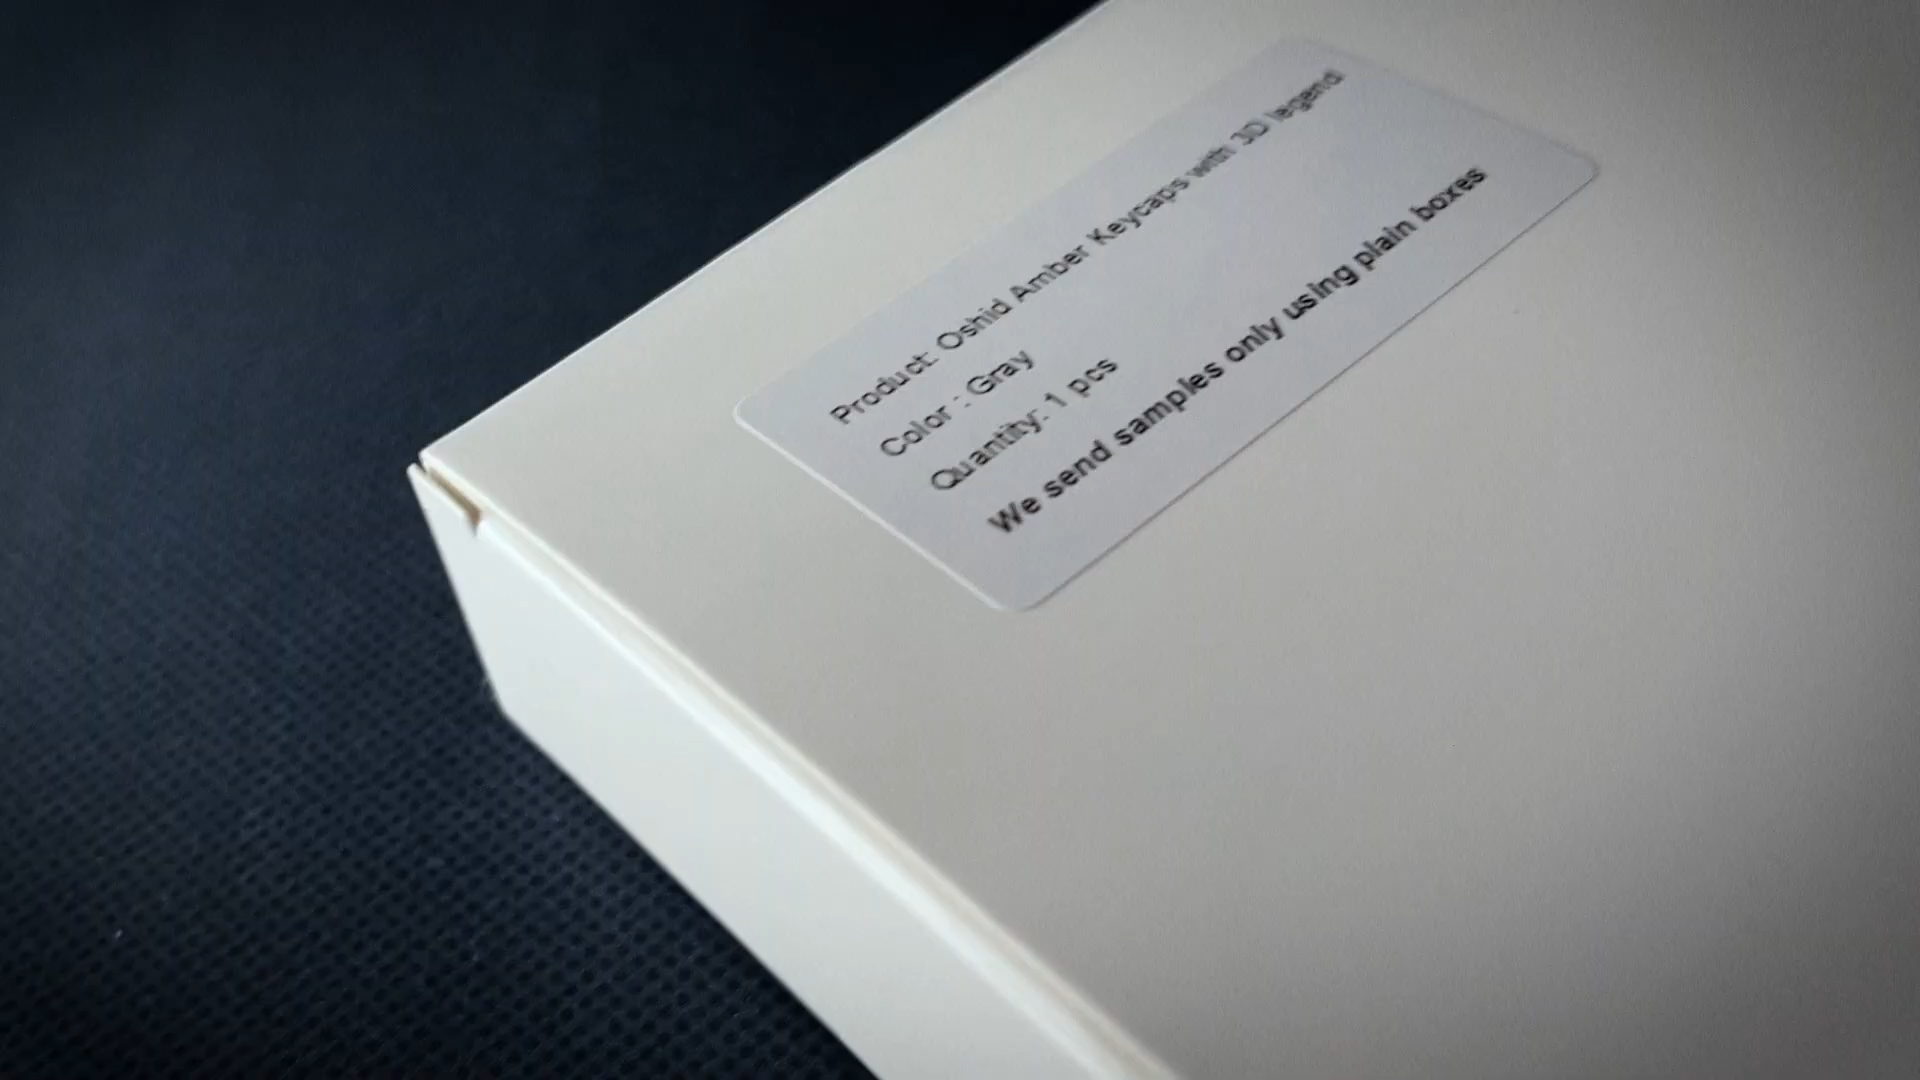 Product: Oshid Amber Keycaps with 3D legend
Color : Gray
Quantity: 1 pcs
We send samples only using plain boxes